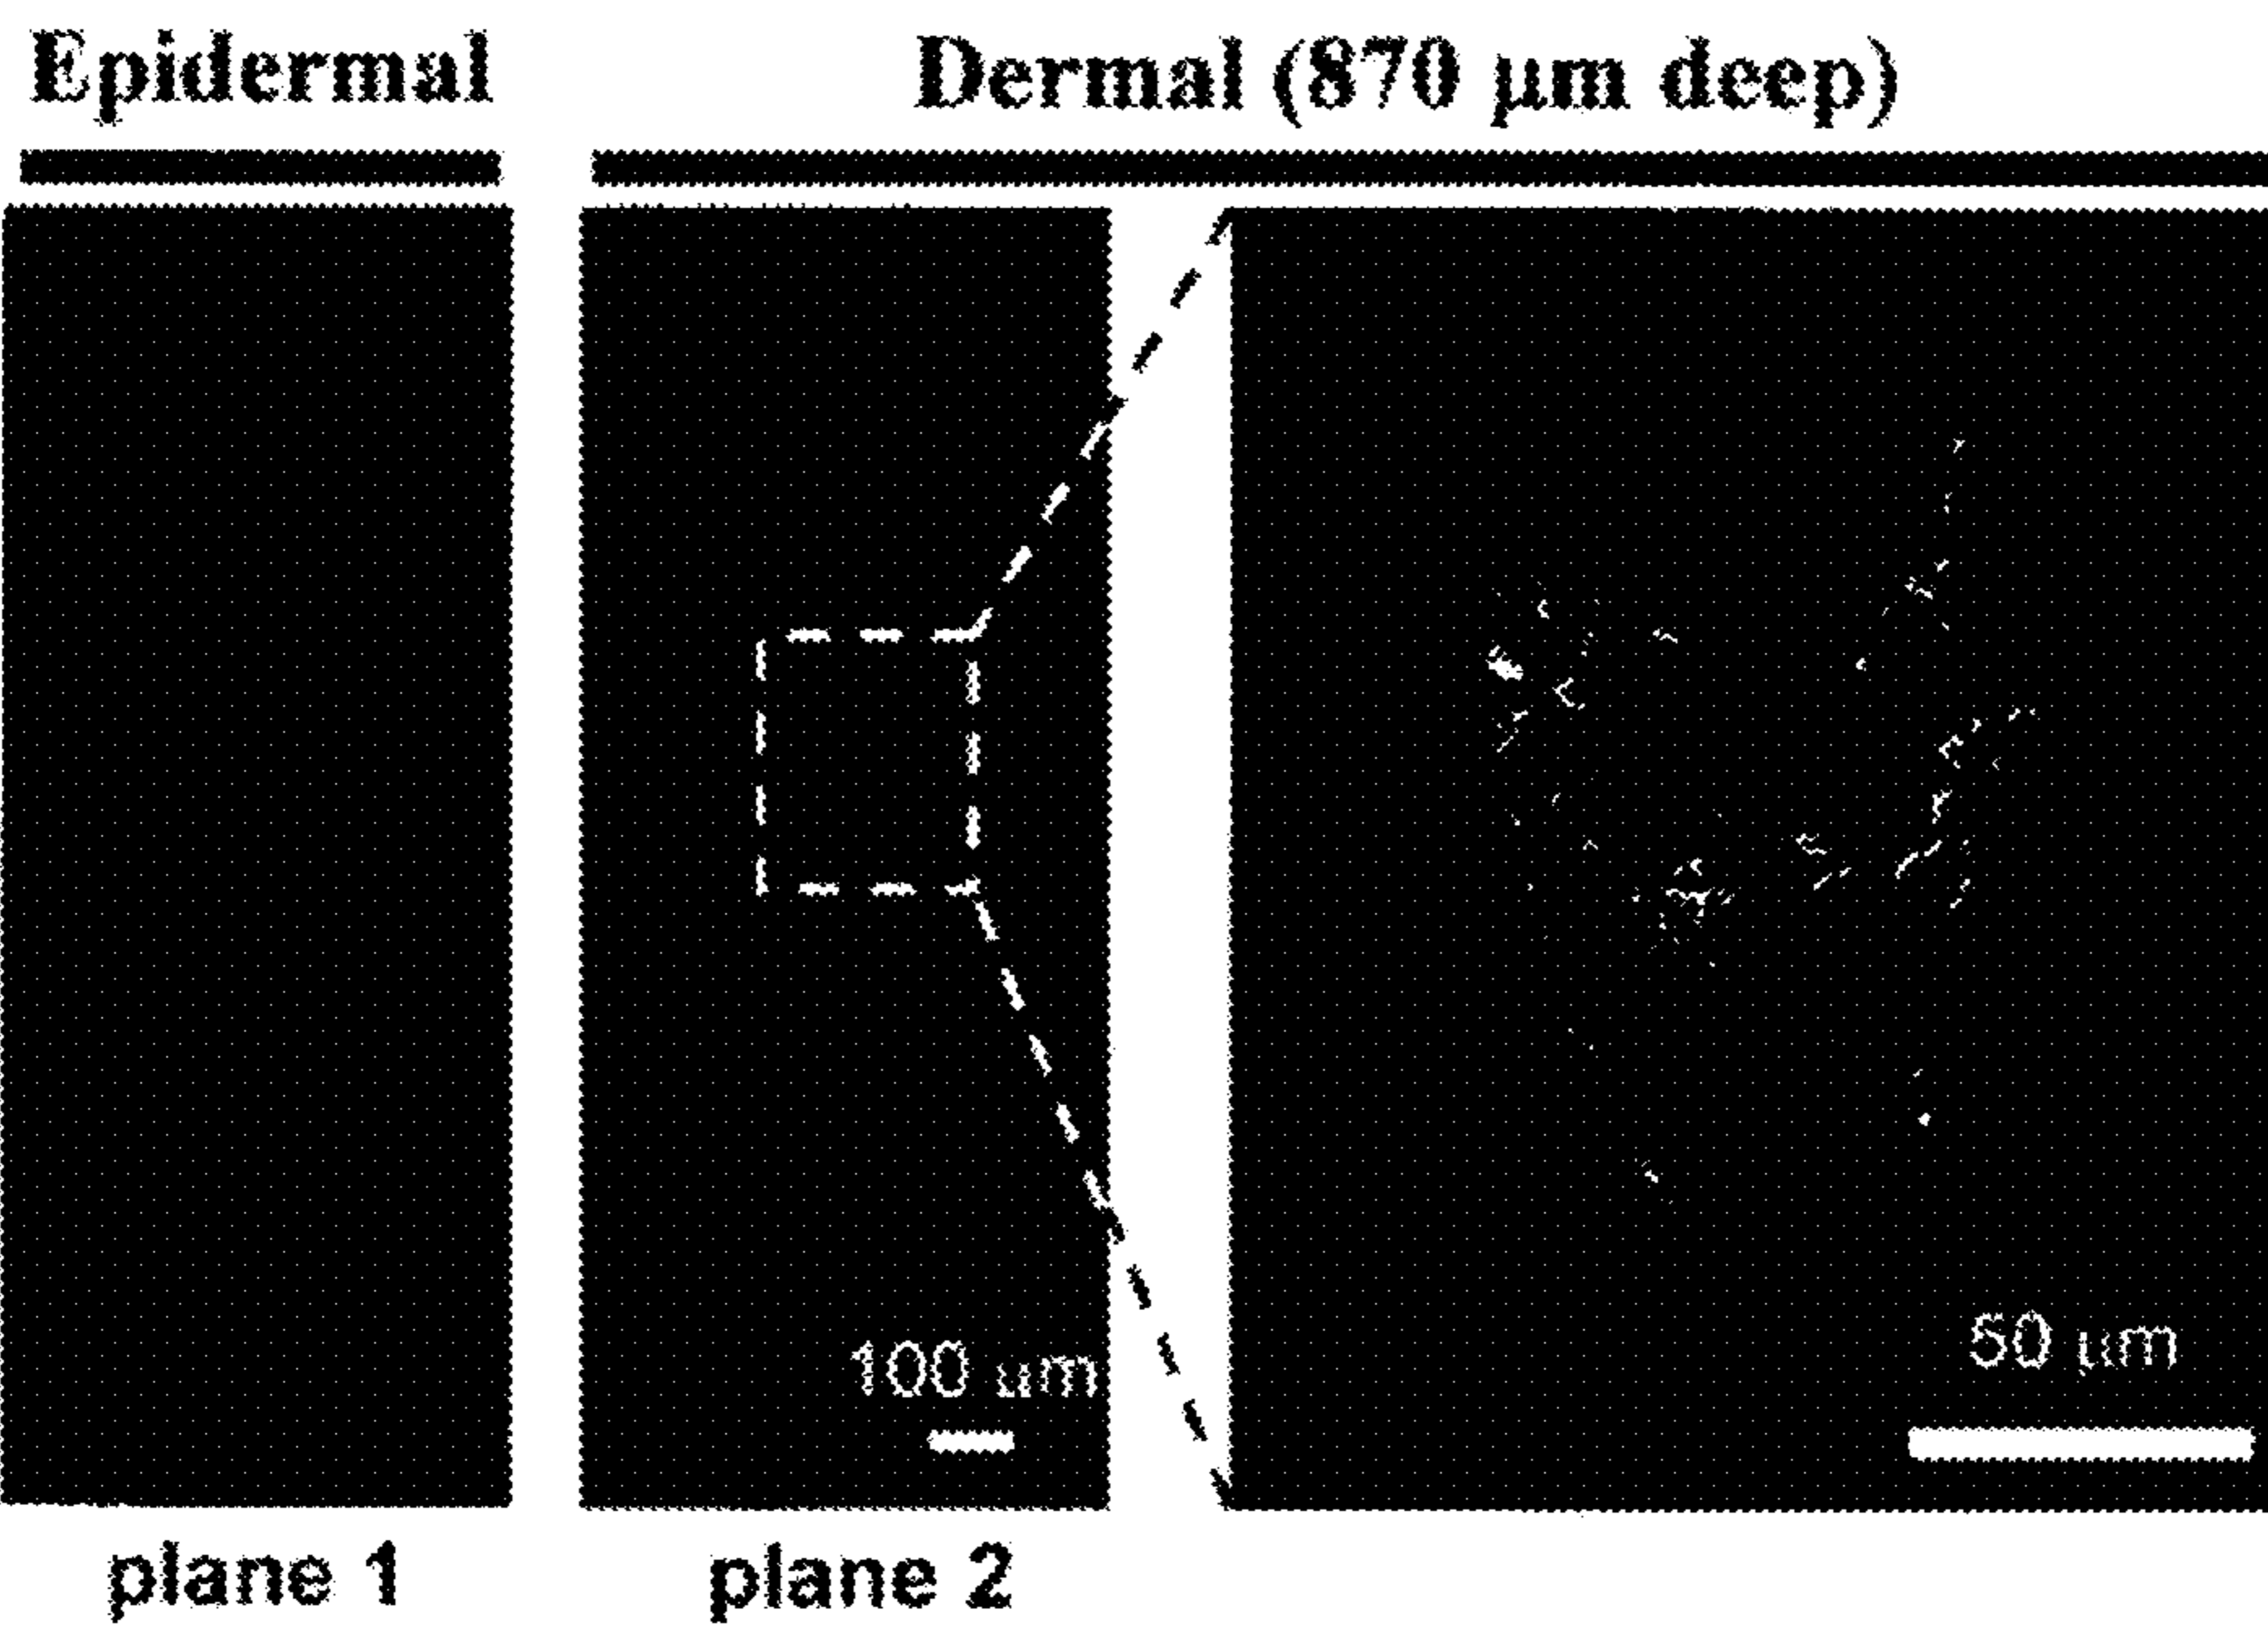 Epidermal
Dermal (870 µm deep)
100 µm
50 µm
plane 1
plane 2